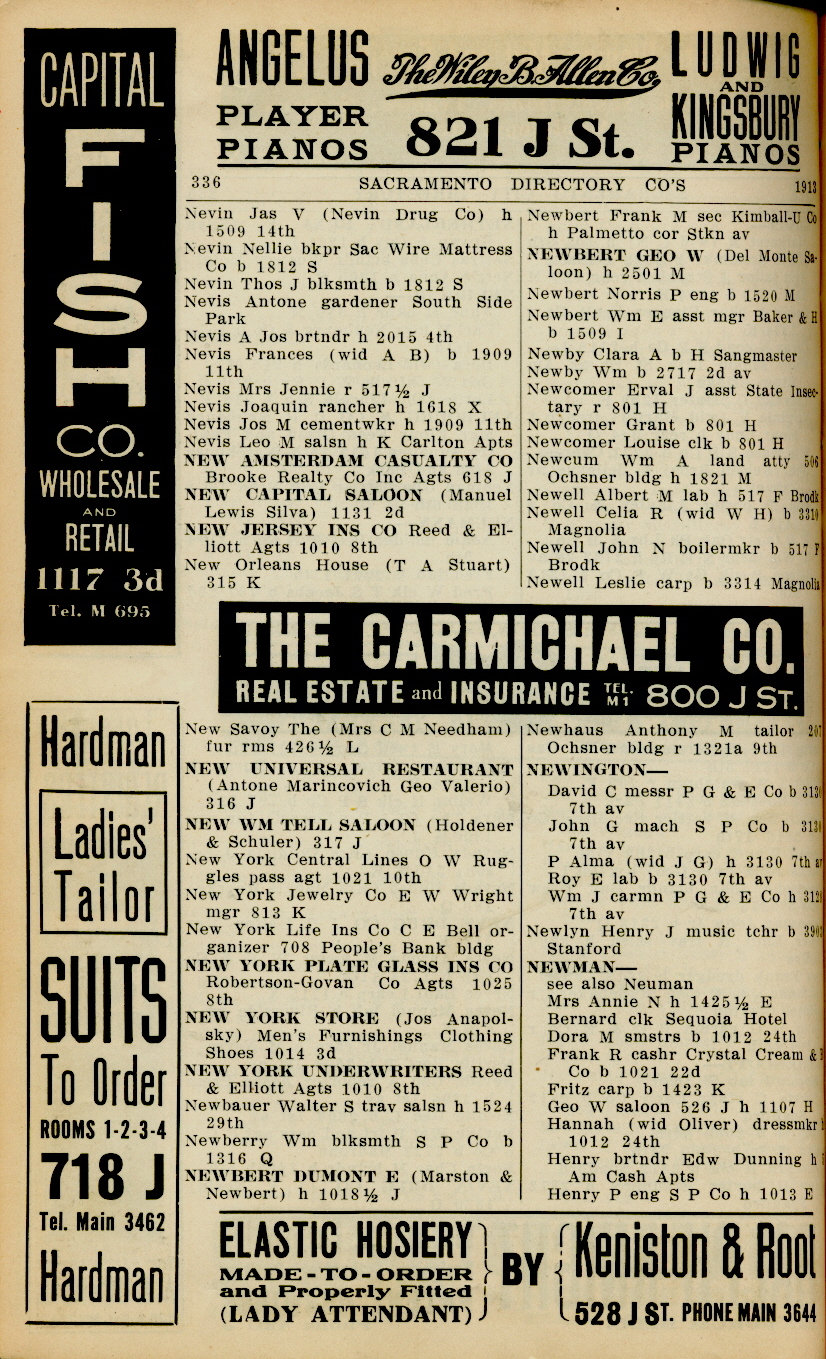 CAPITAL
FISH
CO.
WHOLESALE
AND
RETAIL
1117 3d
Tel. M 695
ANGELUS
PLAYER
PIANOS
The Wiley B. Allen Co.
821 J St.
LUDWIG
AND
KINGSBURY
PIANOS
336 SACRAMENTO DIRECTORY CO'S 1913
Nevin Jas V (Nevin Drug Co) h
1509 14th
Nevin Nellie bkpr Sac Wire Mattress
Co b 1812 S
Nevin Thos J blksmth b 1812 S
Nevis Antone gardener South Side
Park
Nevis A Jos brtndr h 2015 4th
Nevis Frances (wid A B) b 1909
11th
Nevis Mrs Jennie r 517½ J
Nevis Joaquin rancher h 1618 X
Nevis Jos M cementwkr h 1909 11th
Nevis Leo M salsn h K Carlton Apts
NEW AMSTERDAM CASUALTY CO
Brooke Realty Co Inc Agts 618 J
NEW CAPITAL SALOON (Manuel
Lewis Silva) 1131 2d
NEW JERSEY INS CO Reed & El-
liott Agts 1010 8th
New Orleans House (T A Stuart)
315 K
Newbert Frank M sec Kimball-U Co
h Palmetto cor Stkn av
NEWBERT GEO W (Del Monte Sa-
loon) h 2501 M
Newbert Norris P eng b 1520 M
Newbert Wm E asst mgr Baker & H
b 1509 I
Newby Clara A b H Sangmaster
Newby Wm b 2717 2d av
Newcomer Erval J asst State Insec-
tary r 801 H
Newcomer Grant b 801 H
Newcomer Louise clk b 801 H
Newcum Wm A land atty 506
Ochsner bldg h 1821 M
Newell Albert M lab h 517 F Brodk
Newell Celia R (wid W H) b 3310
Magnolia
Newell John N boilermkr b 517 F
Brodk
Newell Leslie carp b 3314 Magnolia
THE CARMICHAEL CO.
REAL ESTATE and INSURANCE TEL. M 1 800 J ST.
Hardman
Ladies'
Tailor
SUITS
To Order
ROOMS 1-2-3-4
718 J
Tel. Main 3462
Hardman
New Savoy The (Mrs C M Needham)
fur rms 426½ L
NEW UNIVERSAL RESTAURANT
(Antone Marincovich Geo Valerio)
316 J
NEW WM TELL SALOON (Holdener
& Schuler) 317 J
New York Central Lines O W Rug-
gles pass agt 1021 10th
New York Jewelry Co E W Wright
mgr 813 K
New York Life Ins Co C E Bell or-
ganizer 708 People's Bank bldg
NEW YORK PLATE GLASS INS CO
Robertson-Govan Co Agts 1025
8th
NEW YORK STORE (Jos Anapol-
sky) Men's Furnishings Clothing
Shoes 1014 3d
NEW YORK UNDERWRITERS Reed
& Elliott Agts 1010 8th
Newbauer Walter S trav salsn h 1524
29th
Newberry Wm blksmth S P Co b
1316 Q
NEWBERT DUMONT E (Marston &
Newbert) h 1018½ J
Newhaus Anthony M tailor 207
Ochsner bldg r 1321a 9th
NEWINGTON—
David C messr P G & E Co b 3130
7th av
John G mach S P Co b 3130
7th av
P Alma (wid J G) h 3130 7th av
Roy E lab b 3130 7th av
Wm J carmn P G & E Co h 3120
7th av
Newlyn Henry J music tchr b
Stanford
NEWMAN—
see also Neuman
Mrs Annie N h 1425½ E
Bernard clk Sequoia Hotel
Dora M smstrs b 1012 24th
Frank R cashr Crystal Cream &
Co b 1021 22d
Fritz carp b 1423 K
Geo W saloon 526 J h 1107 H
Hannah (wid Oliver) dressmkr
1012 24th
Henry brtndr Edw Dunning h
Am Cash Apts
Henry P eng S P Co h 1013 E
ELASTIC HOSIERY
MADE-TO-ORDER
and Properly Fitted
(LADY ATTENDANT)
BY
Keniston & Root
528 J ST. PHONE MAIN 3644